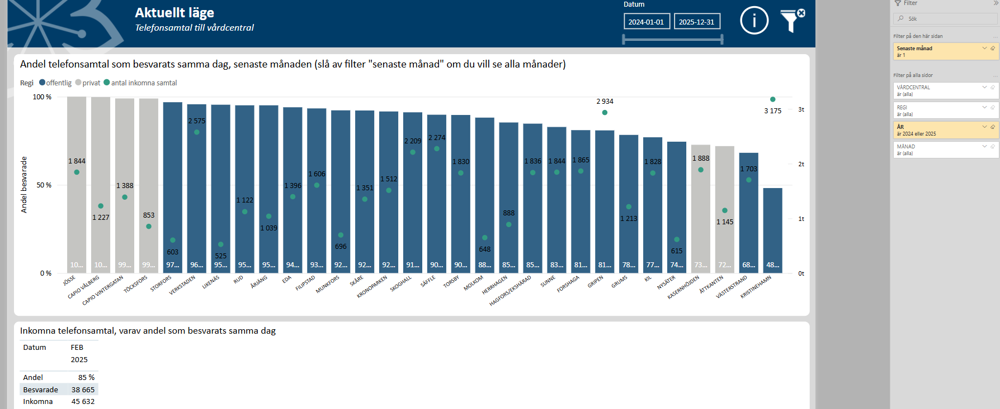 Aktuellt läge
Telefonsamtal till vårdcentral
Datum
2024-01-01
2025-12-31
Andel telefonsamtal som besvarats samma dag, senaste månaden (slå av filter "senaste månad" om du vill se alla månader)
Regi offentlig privat antal inkomna samtal
Andel besvarade
100 %
50 %
0 %
3t
2t
1t
0t
1 844
1 227
1 388
853
603
2 575
525
1 122
1 039
1 396
1 606
696
1 351
1 512
2 209
2 274
1 830
648
888
1 836
1 844
1 865
2 934
1 213
1 828
615
1 888
1 145
1 703
3 175
10... 10... 99... 99... 97... 96... 95... 95... 95... 94... 93... 92... 92... 92... 91... 90... 90... 88... 85... 85... 83... 81... 81... 78... 77... 74... 73... 72... 68... 48...
JÖSSE
CAPIO VÅLBERG
CAPIO VINTERGATAN
TÖCKSFORS
STORFORS
VERKSTADEN
LIKENÄS
RUD
ÅRJÄNG
EDA
FILIPSTAD
MUNKFORS
SKÅRE
KRONOPARKEN
SKOGHALL
SÄFFLE
TORSBY
MOLKOM
HERRHAGEN
HAGFORS/EKSHÄRAD
SUNNE
FORSHAGA
GRIPEN
GRUMS
KIL
NYSÄTER
KASERNHÖJDEN
ÄTTKANTEN
VÄSTERSTRAND
KRISTINEHAMN
Inkomna telefonsamtal, varav andel som besvarats samma dag
Datum FEB
2025
Andel 85 %
Besvarade 38 665
Inkomna 45 632
Filter
Sök
Filter på den här sidan
Senaste månad
är 1
Filter på alla sidor
VÅRDCENTRAL
är (alla)
REGI
är (alla)
ÅR
är 2024 eller 2025
MÅNAD
är (alla)